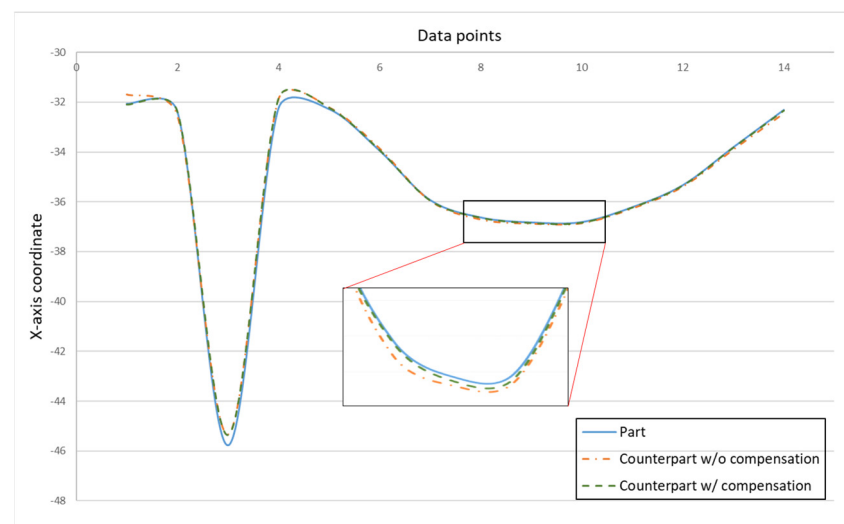 Data points
-30
0 2 4 6 8 10 12 14
-32
-34
-36
-38
-40
-42
-44
-46
-48
X-axis coordinate
Part
Counterpart w/o compensation
Counterpart w/ compensation